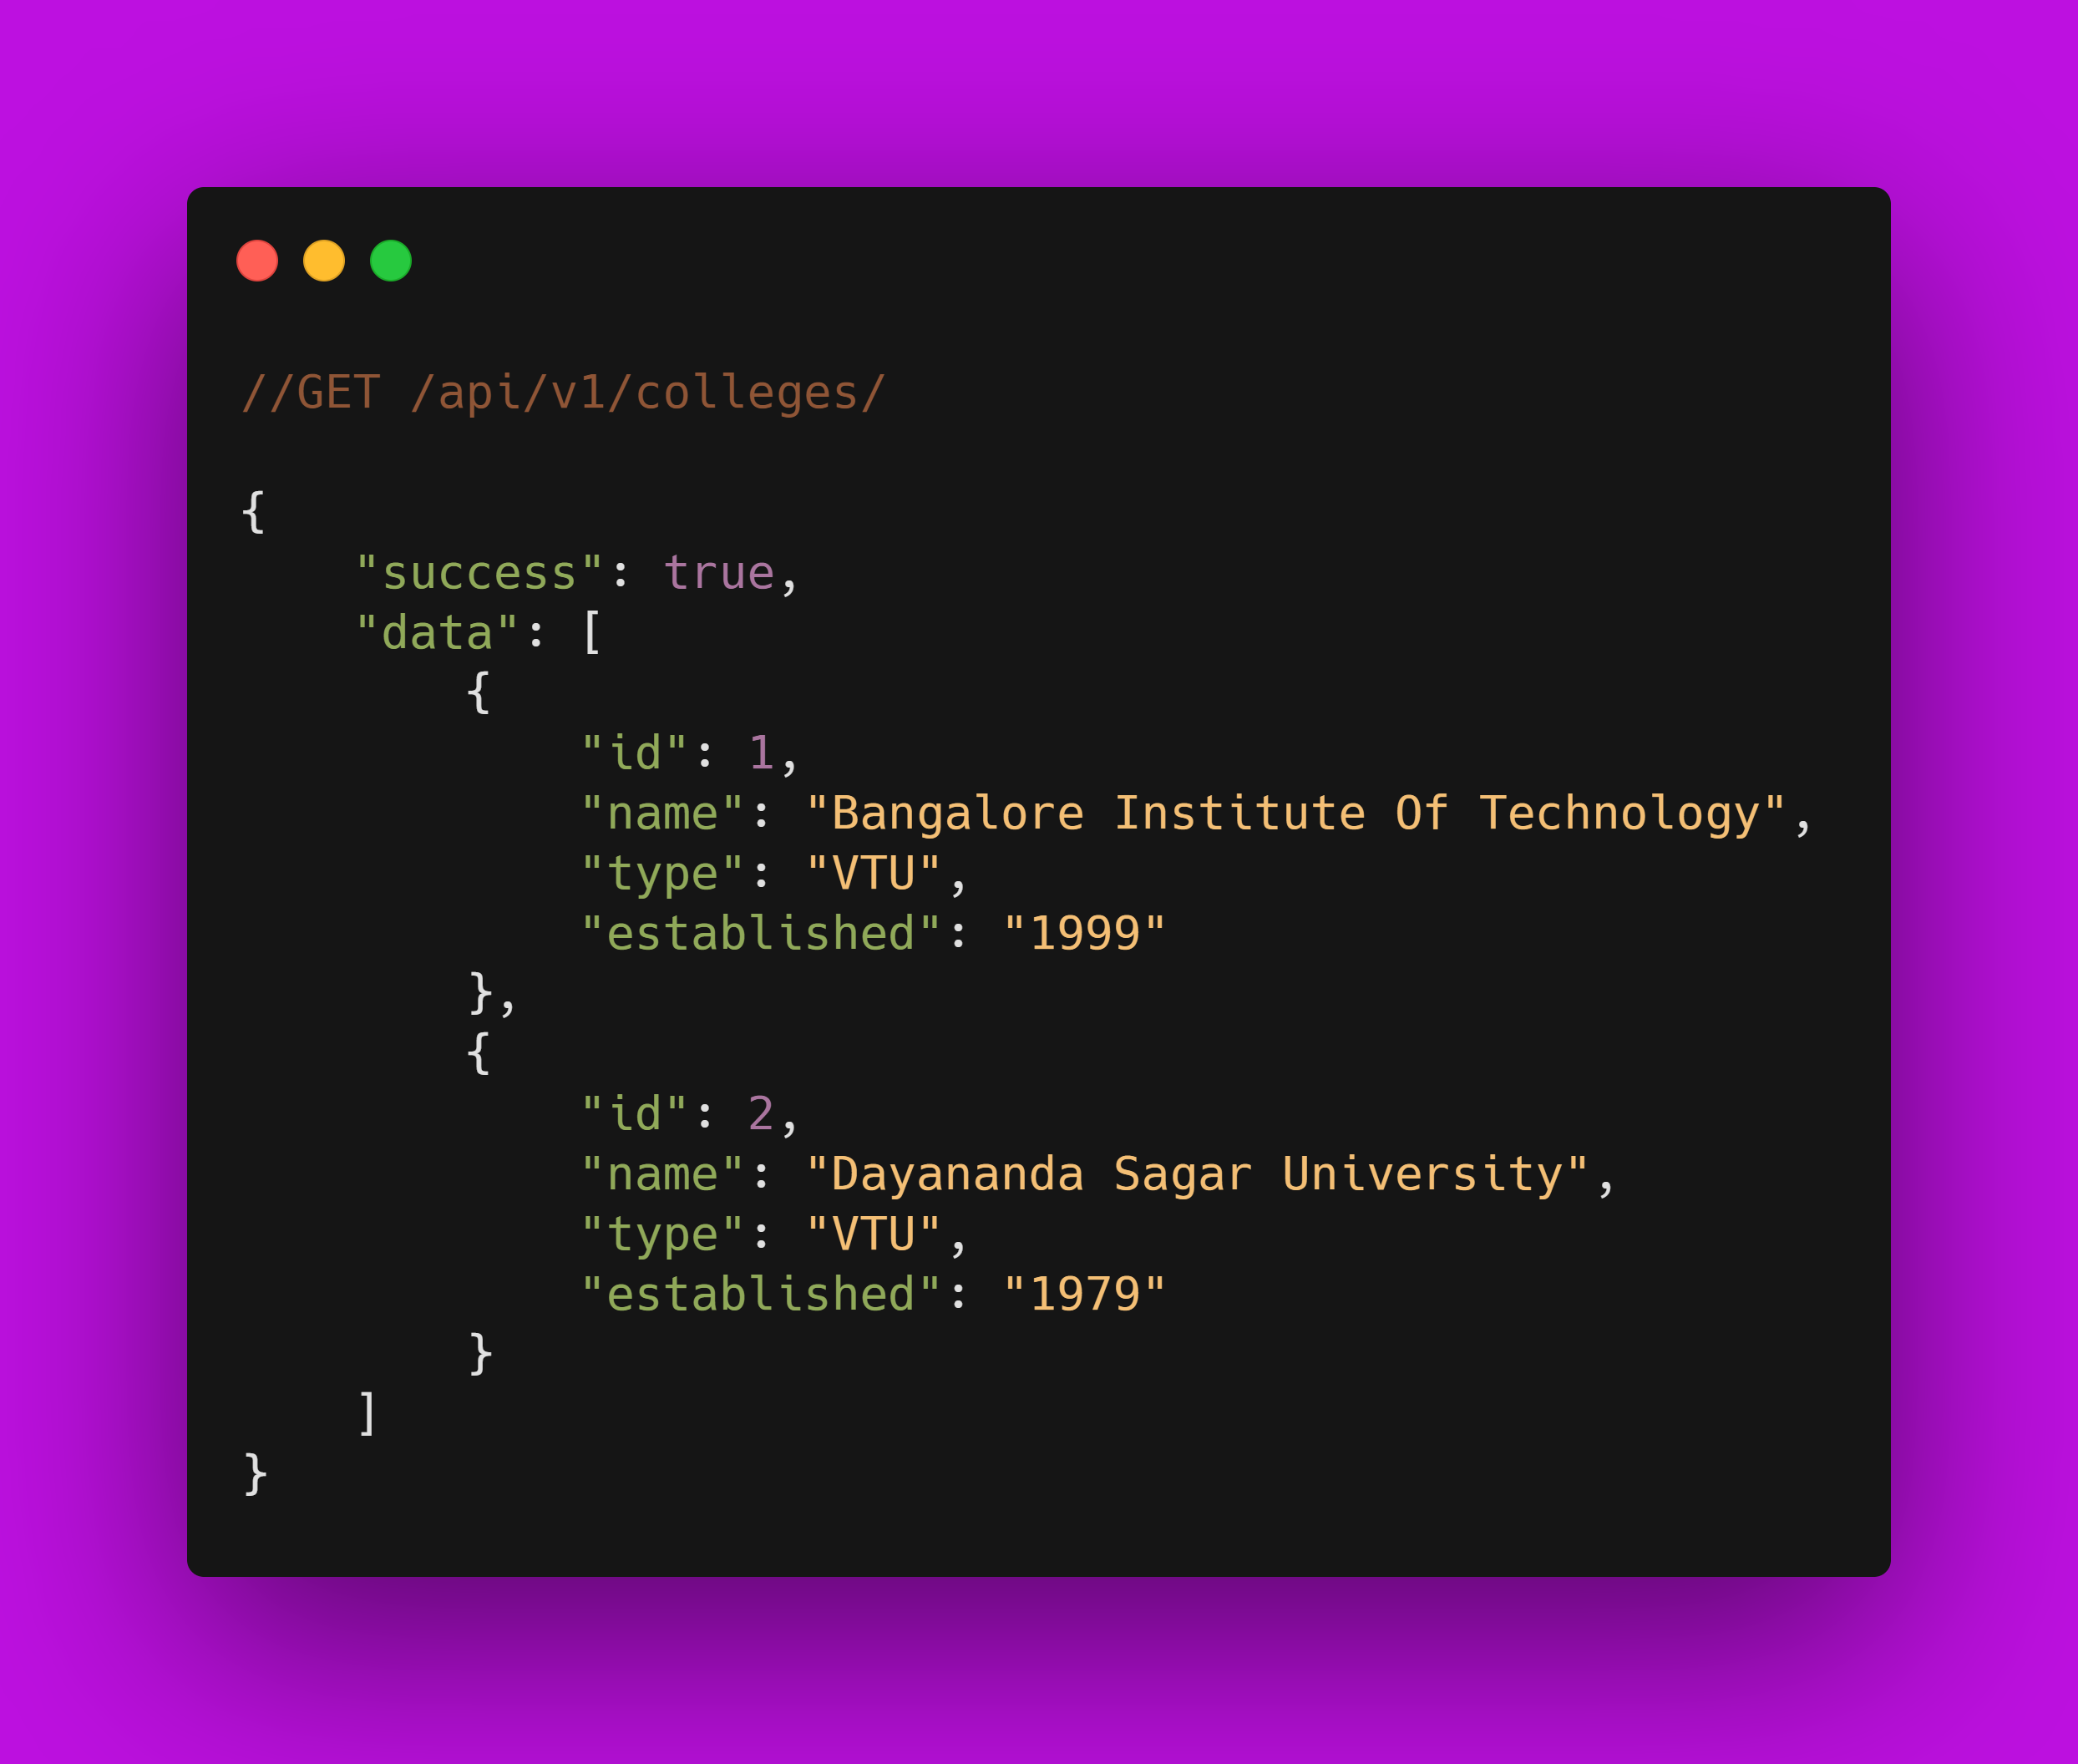 //GET /api/v1/colleges/
{
    "success": true,
    "data": [
        {
            "id": 1,
            "name": "Bangalore Institute Of Technology",
            "type": "VTU",
            "established": "1999"
        },
        {
            "id": 2,
            "name": "Dayananda Sagar University",
            "type": "VTU",
            "established": "1979"
        }
    ]
}